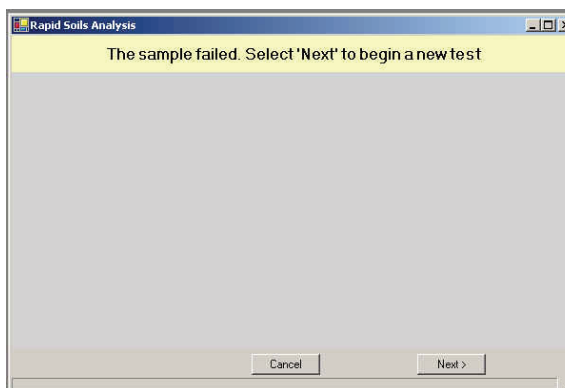 Rapid Soils Analysis
The sample failed. Select 'Next' to begin a new test
Cancel
Next >